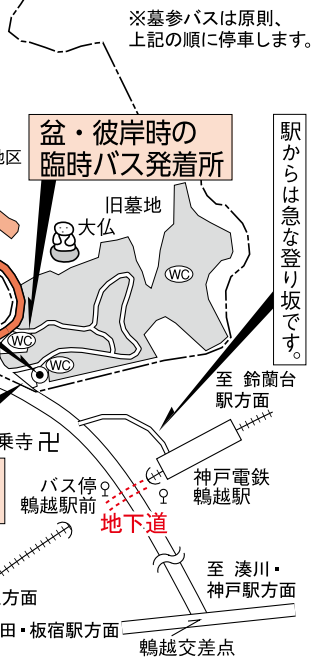 ※墓参バスは原則、
上記の順に停車します。
盆・彼岸時の
臨時バス発着所
駅からは急な登り坂です。
地区
旧墓地
大仏
WC
WC
WC
至 鈴蘭台
駅方面
乗寺卍
バス停
鵯越駅前
神戸電鉄
鵯越駅
地下道
至 湊川・
神戸駅方面
方面
田・板宿駅方面
鵯越交差点